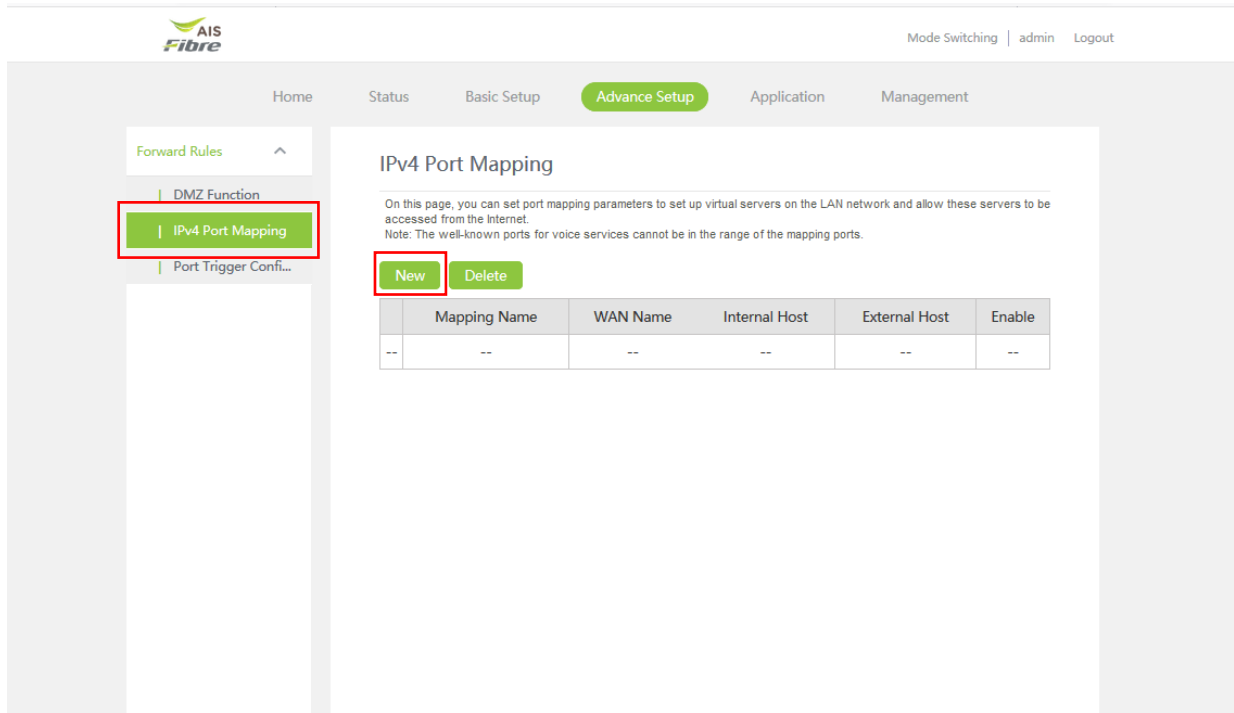 AIS
Fibre
Mode Switching | admin Logout
Home Status Basic Setup Advance Setup Application Management
Forward Rules
| DMZ Function
| IPv4 Port Mapping
| Port Trigger Confi...
IPv4 Port Mapping
On this page, you can set port mapping parameters to set up virtual servers on the LAN network and allow these servers to be
accessed from the Internet.
Note: The well-known ports for voice services cannot be in the range of the mapping ports.
New Delete
Mapping Name WAN Name Internal Host External Host Enable
-- -- -- -- -- --